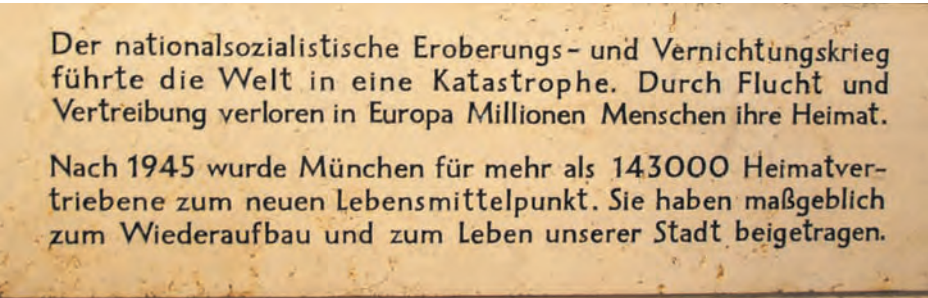 Der nationalsozialistische Eroberungs- und Vernichtungskrieg
führte die Welt in eine Katastrophe. Durch Flucht und
Vertreibung verloren in Europa Millionen Menschen ihre Heimat.
Nach 1945 wurde München für mehr als 143000 Heimatver-
triebene zum neuen Lebensmittelpunkt. Sie haben maßgeblich
zum Wiederaufbau und zum Leben unserer Stadt beigetragen.